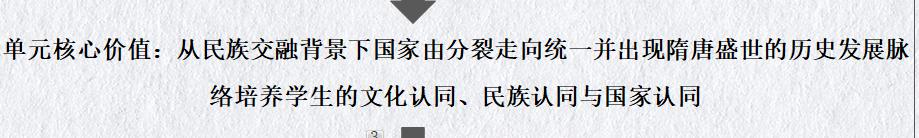 单元核心价值：从民族交融背景下国家由分裂走向统一并出现隋唐盛世的历史发展脉
络培养学生的文化认同、民族认同与国家认同
3